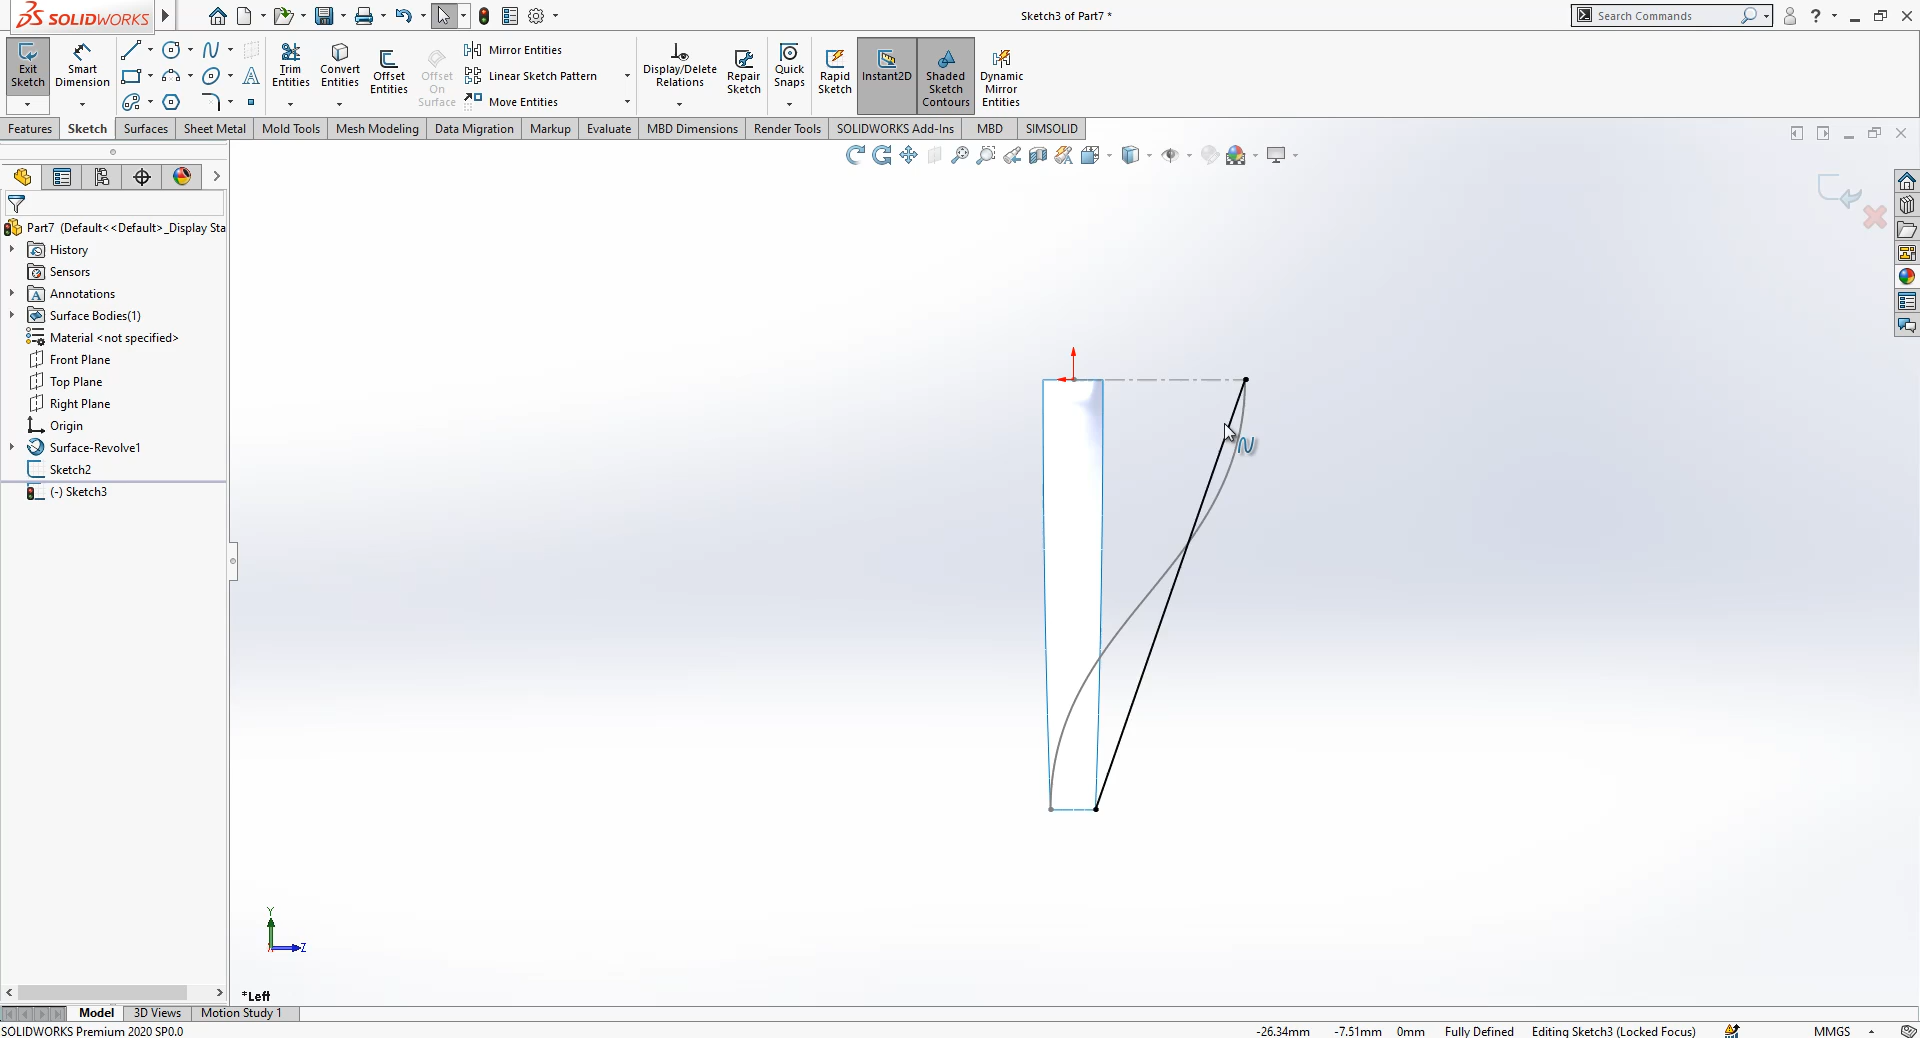 SOLIDWORKS
Sketch3 of Part7 *
Search Commands
Exit Sketch
Smart Dimension
Trim Entities
Convert Entities
Offset Entities
Offset On Surface
Mirror Entities
Linear Sketch Pattern
Move Entities
Display/Delete Relations
Repair Sketch
Quick Snaps
Rapid Sketch
Instant2D
Shaded Sketch Contours
Dynamic Mirror Entities
Features Sketch Surfaces Sheet Metal Mold Tools Mesh Modeling Data Migration Markup Evaluate MBD Dimensions Render Tools SOLIDWORKS Add-Ins MBD SIMSOLID
Part7 (Default<<Default>_Display Sta
History
Sensors
Annotations
Surface Bodies(1)
Material <not specified>
Front Plane
Top Plane
Right Plane
Origin
Surface-Revolve1
Sketch2
(-) Sketch3
Y
Z
*Left
Model 3D Views Motion Study 1
SOLIDWORKS Premium 2020 SP0.0
-26.34mm -7.51mm 0mm Fully Defined Editing Sketch3 (Locked Focus) MMGS